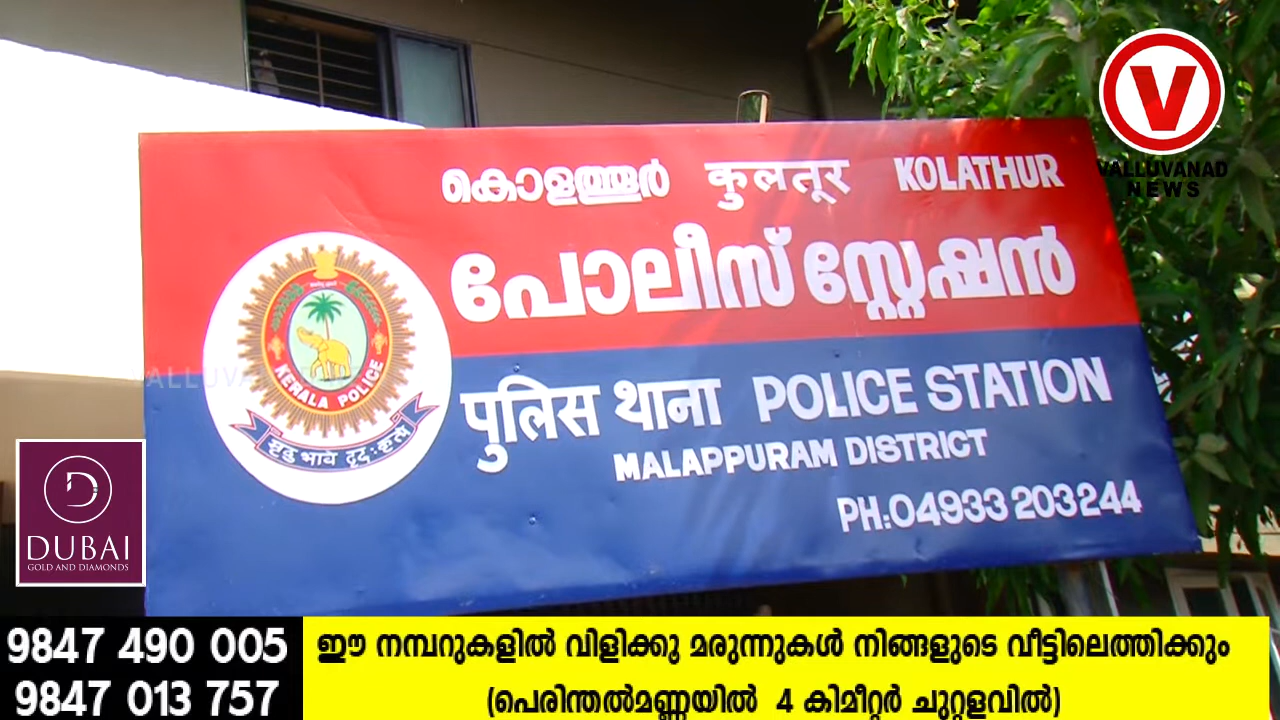 V
VALLUVANAD
NEWS
കൊളത്തൂർ कुलतूर KOLATHUR
പോലീസ് സ്റ്റേഷൻ
KERALA POLICE
मृदु भावे दृढ: कृत्ये
पुलिस थाना POLICE STATION
MALAPPURAM DISTRICT
PH:04933 203244
DUBAI
GOLD AND DIAMONDS
9847 490 005
9847 013 757
ഈ നമ്പറുകളിൽ വിളിക്കൂ മരുന്നുകൾ നിങ്ങളുടെ വീട്ടിലെത്തിക്കും
(പെരിന്തൽമണ്ണയിൽ 4 കിമീറ്റർ ചുറ്റളവിൽ)